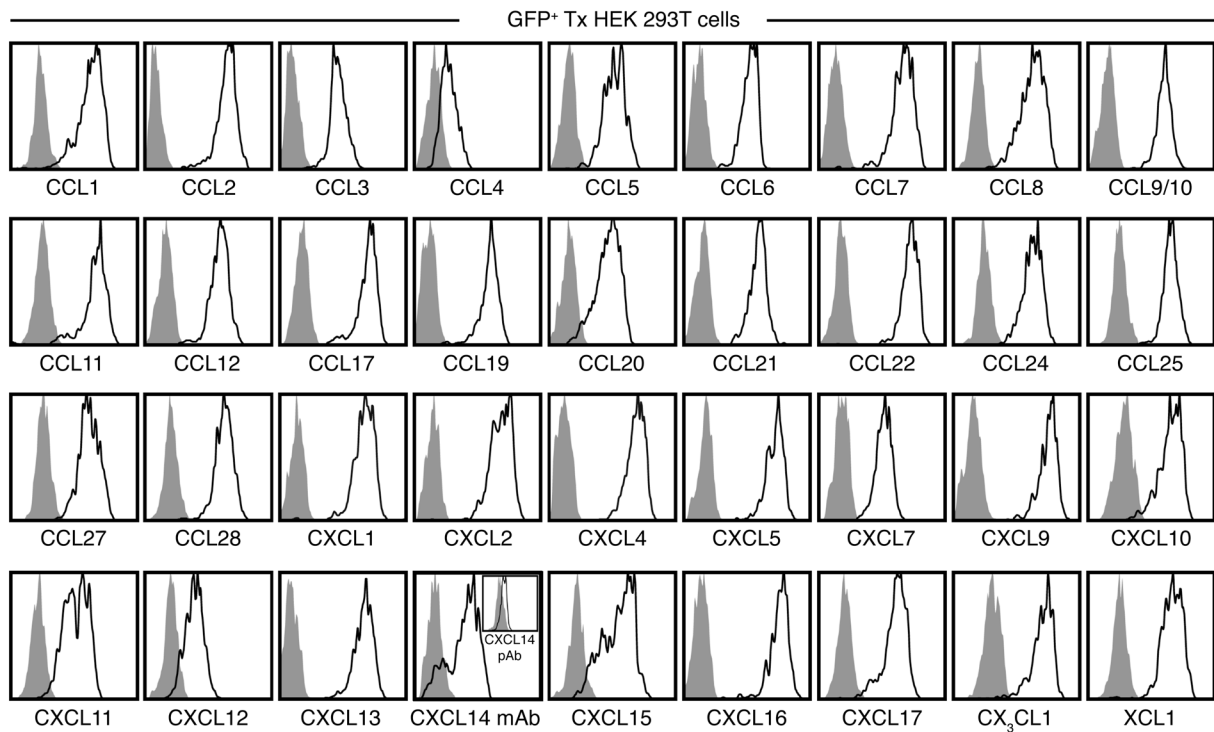 GFP⁺ Tx HEK 293T cells
CCL1 CCL2 CCL3 CCL4 CCL5 CCL6 CCL7 CCL8 CCL9/10
CCL11 CCL12 CCL17 CCL19 CCL20 CCL21 CCL22 CCL24 CCL25
CCL27 CCL28 CXCL1 CXCL2 CXCL4 CXCL5 CXCL7 CXCL9 CXCL10
CXCL14
pAb
CXCL11 CXCL12 CXCL13 CXCL14 mAb CXCL15 CXCL16 CXCL17 CX₃CL1 XCL1